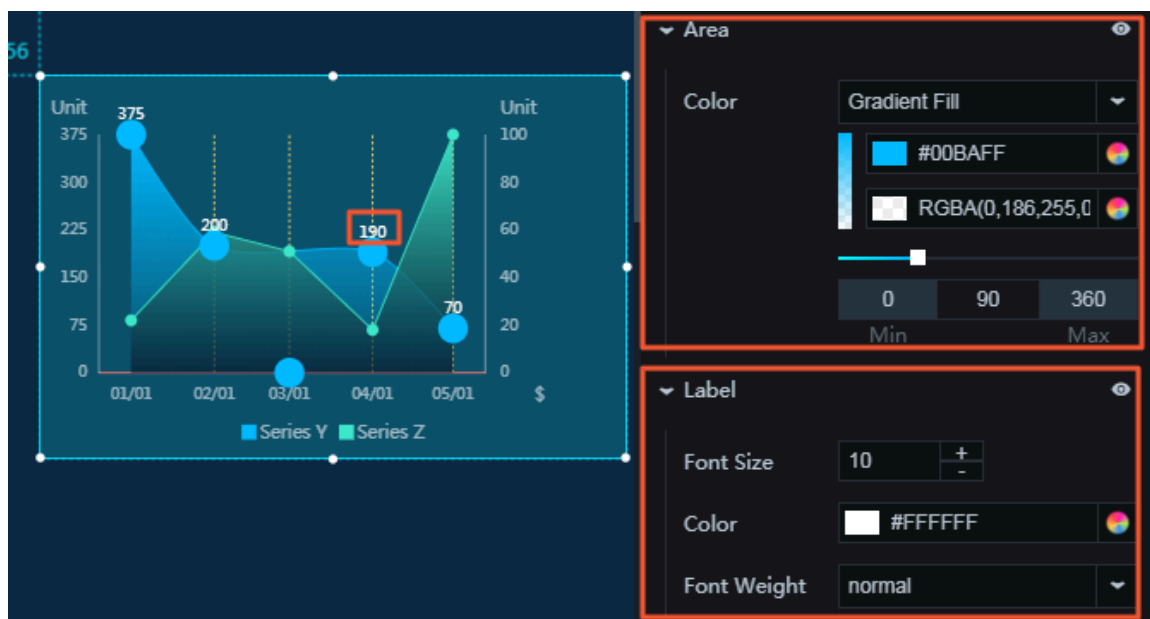 56
Unit
Unit
375
375
100
300
80
225
200
190
60
150
40
75
70
20
0
0
01/01 02/01 03/01 04/01 05/01 $
Series Y Series Z
Area
Color Gradient Fill
#00BAFF
RGBA(0,186,255,0
0 90 360
Min Max
Label
Font Size 10 + -
Color #FFFFFF
Font Weight normal